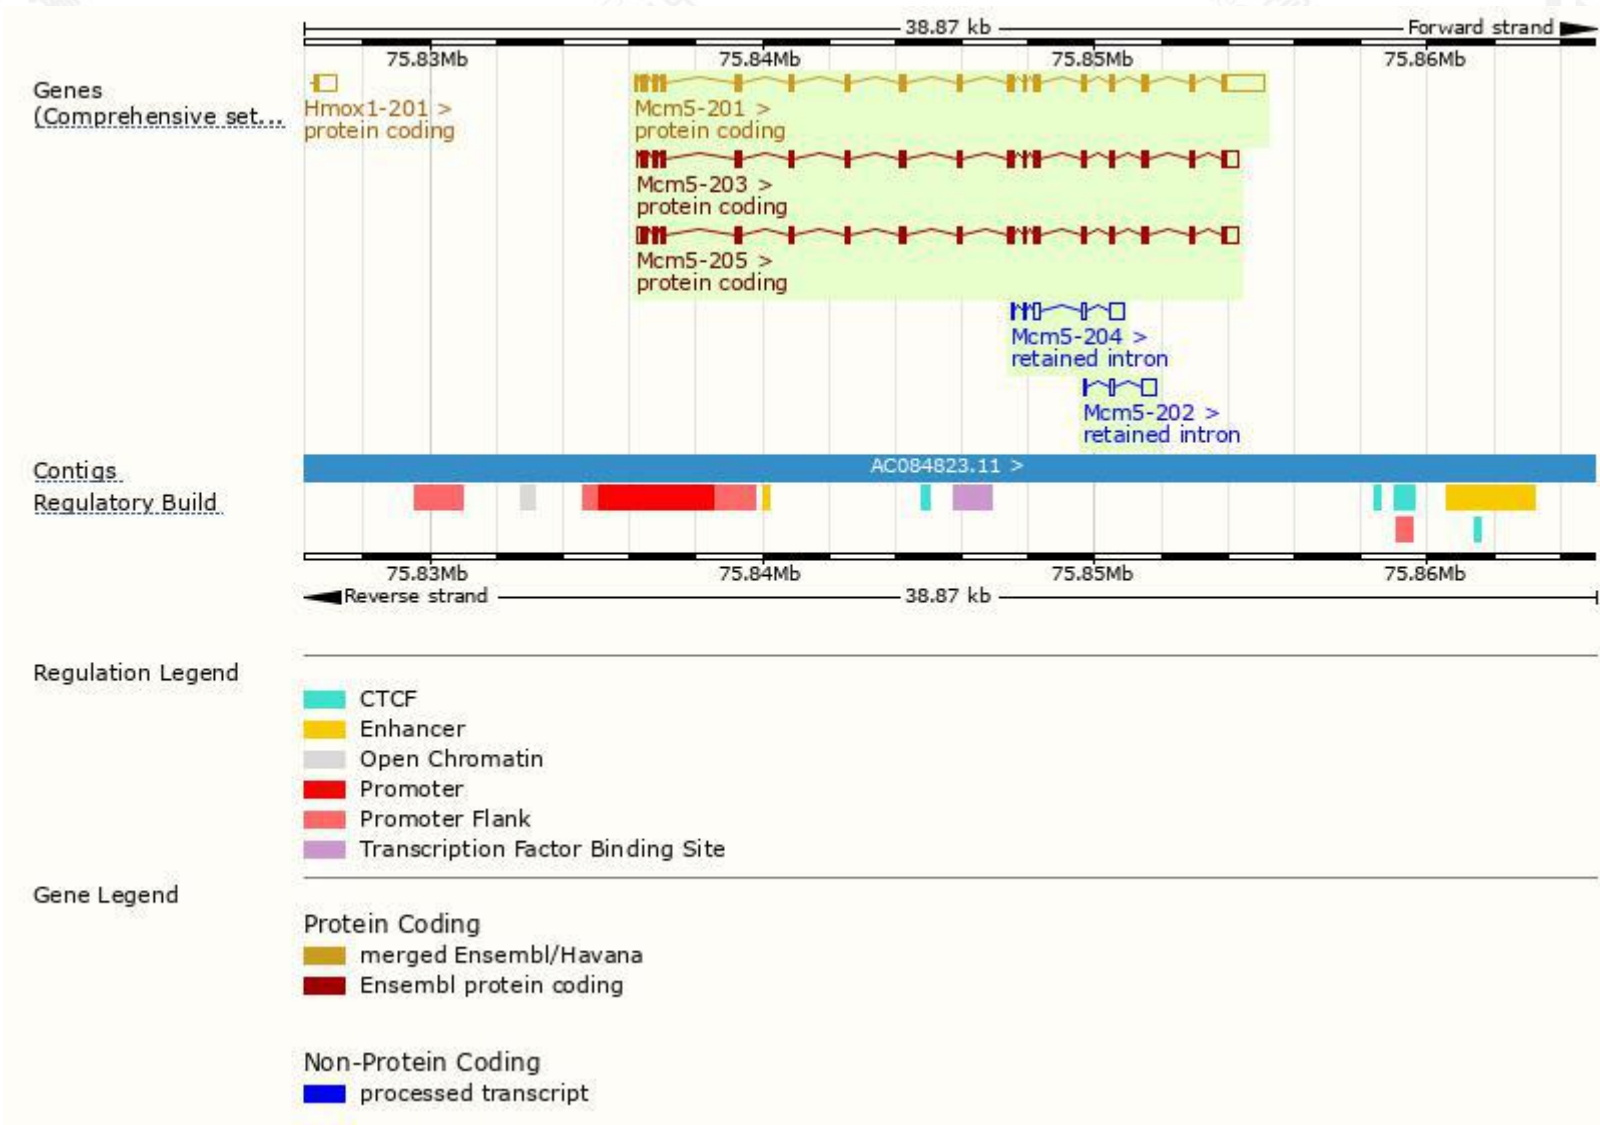 38.87 kb
Forward strand
75.83Mb 75.84Mb 75.85Mb 75.86Mb
Genes
(Comprehensive set...
Hmox1-201 >
protein coding
Mcm5-201 >
protein coding
Mcm5-203 >
protein coding
Mcm5-205 >
protein coding
Mcm5-204 >
retained intron
Mcm5-202 >
retained intron
Contigs
AC084823.11 >
Regulatory Build
75.83Mb 75.84Mb 75.85Mb 75.86Mb
Reverse strand
38.87 kb
Regulation Legend
CTCF
Enhancer
Open Chromatin
Promoter
Promoter Flank
Transcription Factor Binding Site
Gene Legend
Protein Coding
merged Ensembl/Havana
Ensembl protein coding
Non-Protein Coding
processed transcript